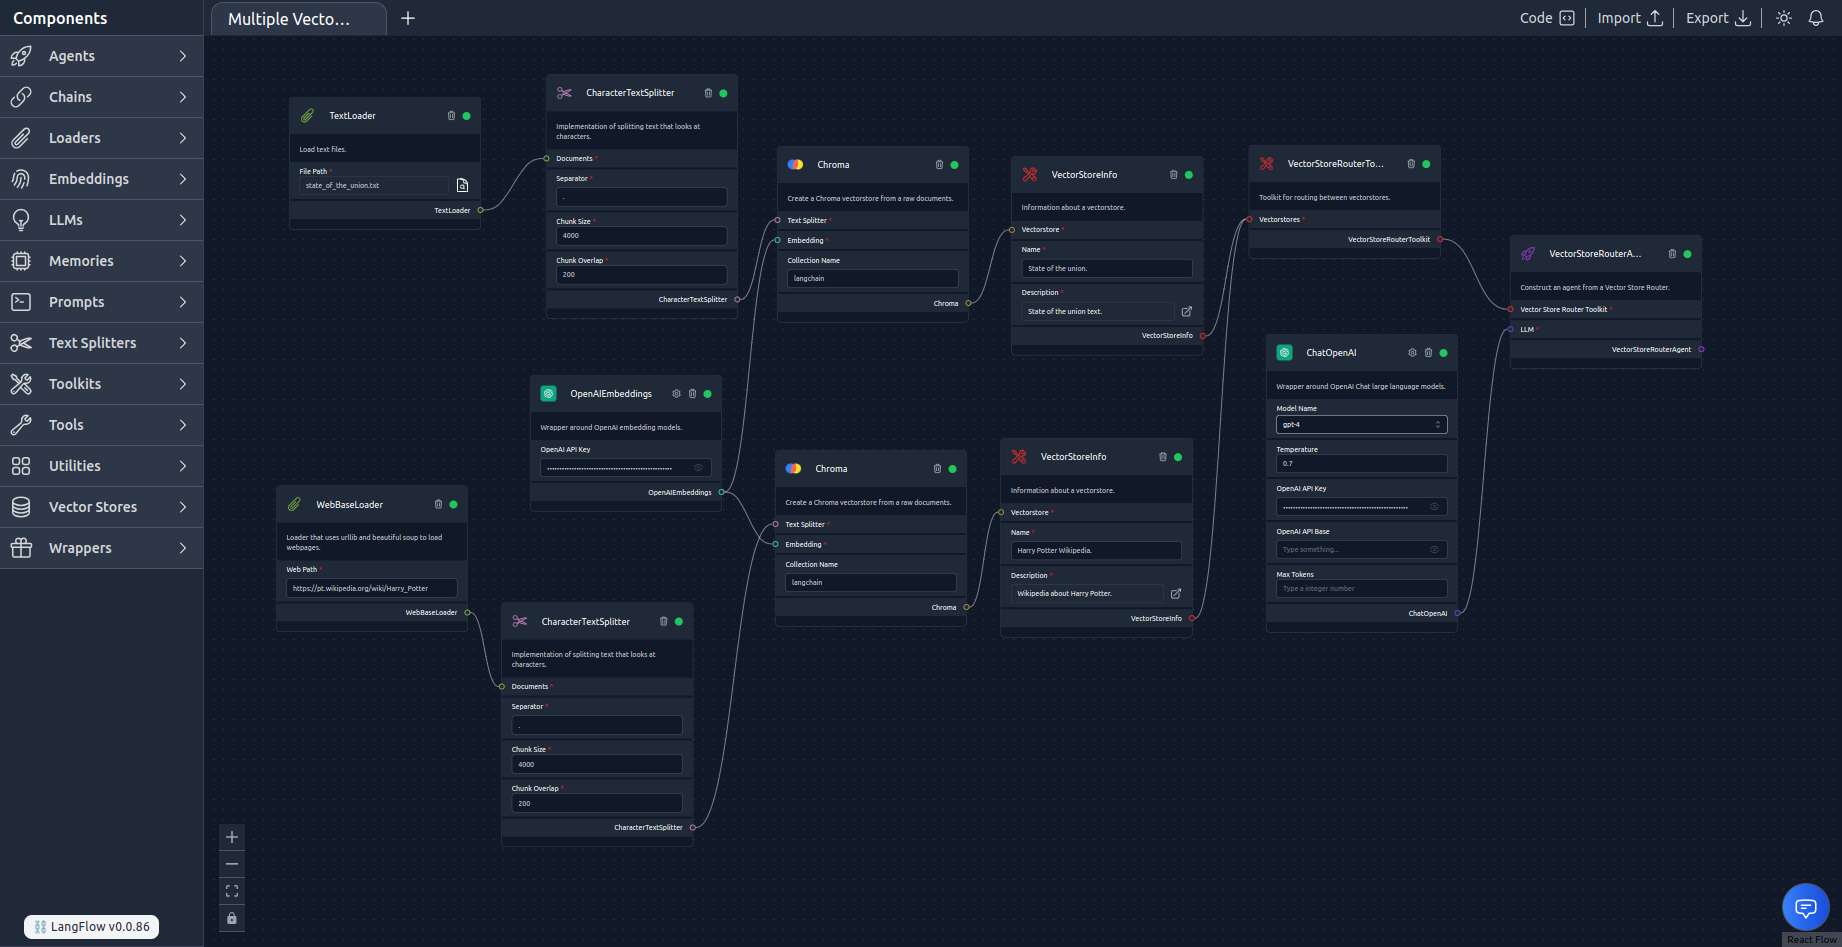 Components
Multiple Vecto...
Code
Import
Export
Agents
Chains
Loaders
Embeddings
LLMs
Memories
Prompts
Text Splitters
Toolkits
Tools
Utilities
Vector Stores
Wrappers
LangFlow v0.0.86
TextLoader
Load text files.
File Path *
state_of_the_union.txt
TextLoader
CharacterTextSplitter
Implementation of splitting text that looks at
characters.
Documents *
Separator *
.
Chunk Size *
4000
Chunk Overlap *
200
CharacterTextSplitter
Chroma
Create a Chroma vectorstore from a raw documents.
Text Splitter *
Embedding *
Collection Name
langchain
Chroma
VectorStoreInfo
Information about a vectorstore.
Vectorstore *
Name *
State of the union.
Description *
State of the union text.
VectorStoreInfo
VectorStoreRouterTo...
Toolkit for routing between vectorstores.
Vectorstores *
VectorStoreRouterToolkit
VectorStoreRouterA...
Construct an agent from a Vector Store Router.
Vector Store Router Toolkit *
LLM *
VectorStoreRouterAgent
OpenAIEmbeddings
Wrapper around OpenAI embedding models.
OpenAI API Key
OpenAIEmbeddings
ChatOpenAI
Wrapper around OpenAI Chat large language models.
Model Name
gpt-4
Temperature
0.7
OpenAI API Key
OpenAI API Base
Type something...
Max Tokens
Type a integer number
ChatOpenAI
WebBaseLoader
Loader that uses urllib and beautiful soup to load
webpages.
Web Path *
https://pt.wikipedia.org/wiki/Harry_Potter
WebBaseLoader
CharacterTextSplitter
Implementation of splitting text that looks at
characters.
Documents *
Separator *
.
Chunk Size *
4000
Chunk Overlap *
200
CharacterTextSplitter
Chroma
Create a Chroma vectorstore from a raw documents.
Text Splitter *
Embedding *
Collection Name
langchain
Chroma
VectorStoreInfo
Information about a vectorstore.
Vectorstore *
Name *
Harry Potter Wikipedia.
Description *
Wikipedia about Harry Potter.
VectorStoreInfo
React Flow